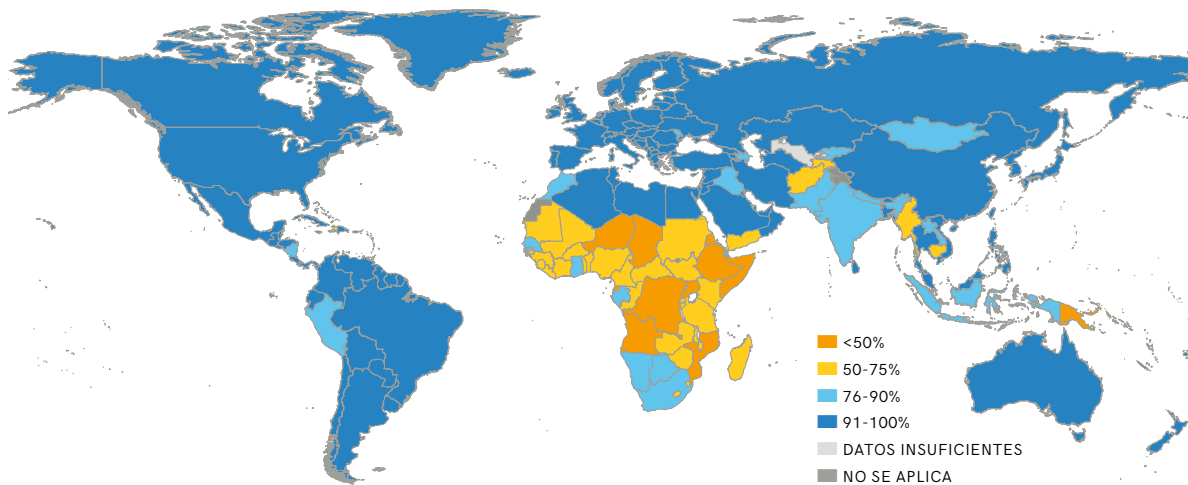 <50%
50-75%
76-90%
91-100%
DATOS INSUFICIENTES
NO SE APLICA